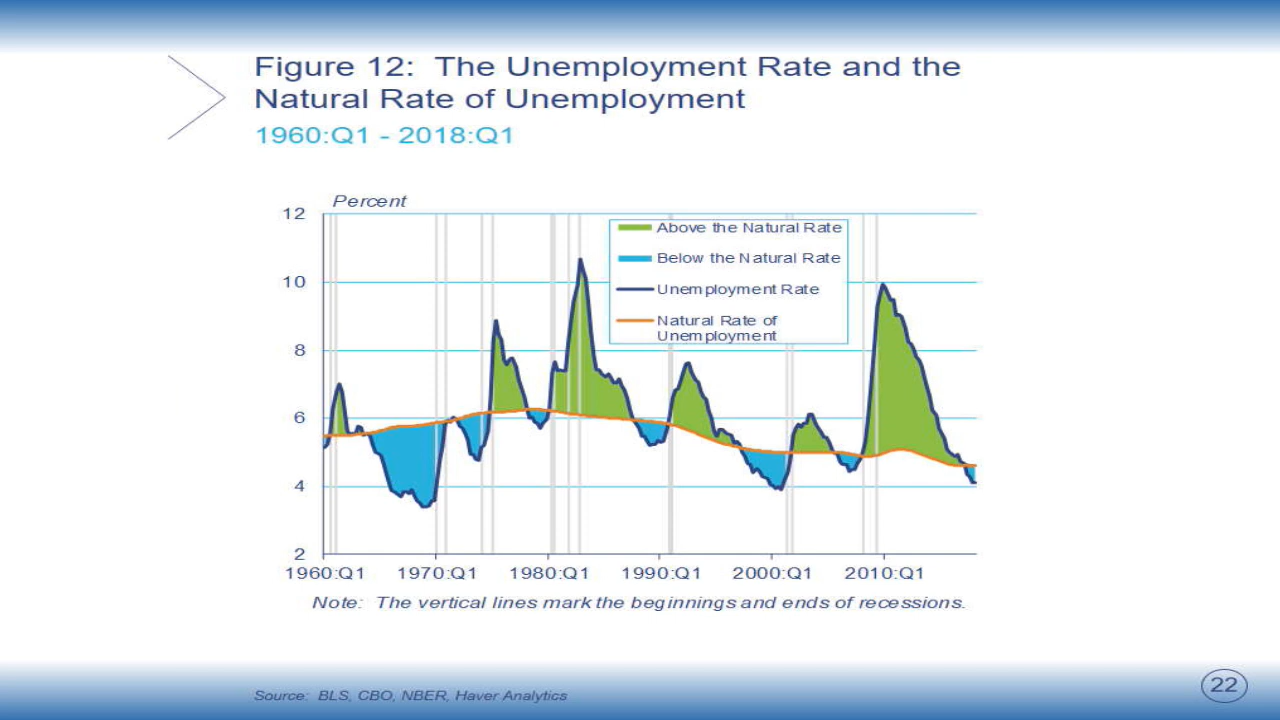 Figure 12: The Unemployment Rate and the
Natural Rate of Unemployment
1960:Q1 - 2018:Q1
Percent
12
10
8
6
4
2
Above the Natural Rate
Below the Natural Rate
Unemployment Rate
Natural Rate of
Unemployment
1960:Q1 1970:Q1 1980:Q1 1990:Q1 2000:Q1 2010:Q1
Note: The vertical lines mark the beginnings and ends of recessions.
Source: BLS, CBO, NBER, Haver Analytics
22